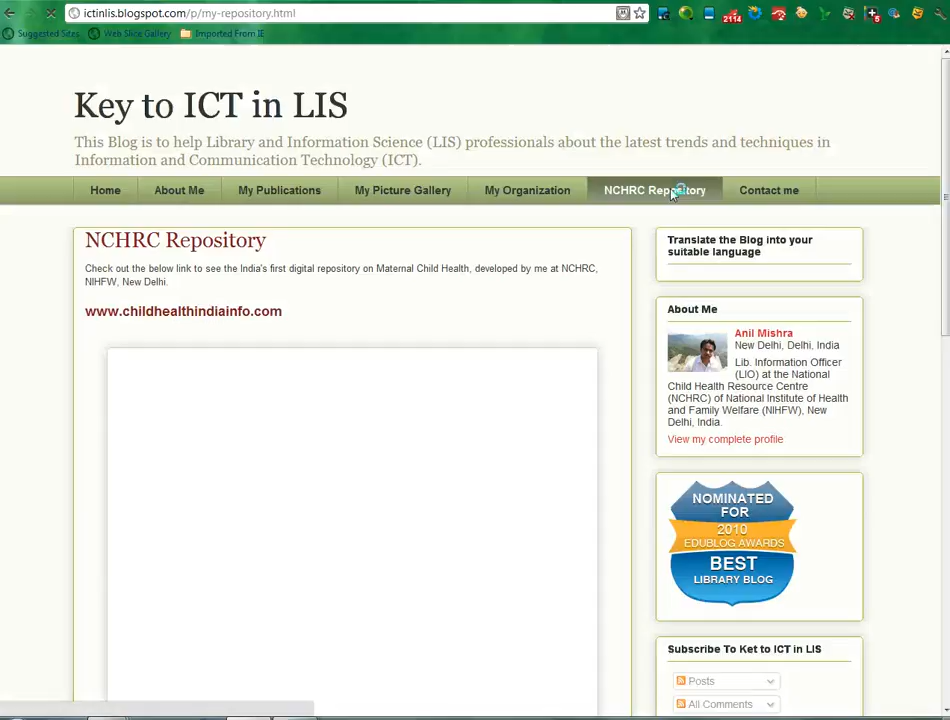 ictinlis.blogspot.com/p/my-repository.html
2114
5
Suggested Sites Web Slice Gallery Imported From IE
Key to ICT in LIS
This Blog is to help Library and Information Science (LIS) professionals about the latest trends and techniques in
Information and Communication Technology (ICT).
Home About Me My Publications My Picture Gallery My Organization NCHRC Repository Contact me
NCHRC Repository
Check out the below link to see the India's first digital repository on Maternal Child Health, developed by me at NCHRC,
NIHFW, New Delhi.
www.childhealthindiainfo.com
Translate the Blog into your
suitable language
About Me
Anil Mishra
New Delhi, Delhi, India
Lib. Information Officer
(LIO) at the National
Child Health Resource Centre
(NCHRC) of National Institute of Health
and Family Welfare (NIHFW), New
Delhi, India.
View my complete profile
NOMINATED
FOR
2010
EDUBLOG AWARDS
BEST
LIBRARY BLOG
Subscribe To Ket to ICT in LIS
Posts
All Comments